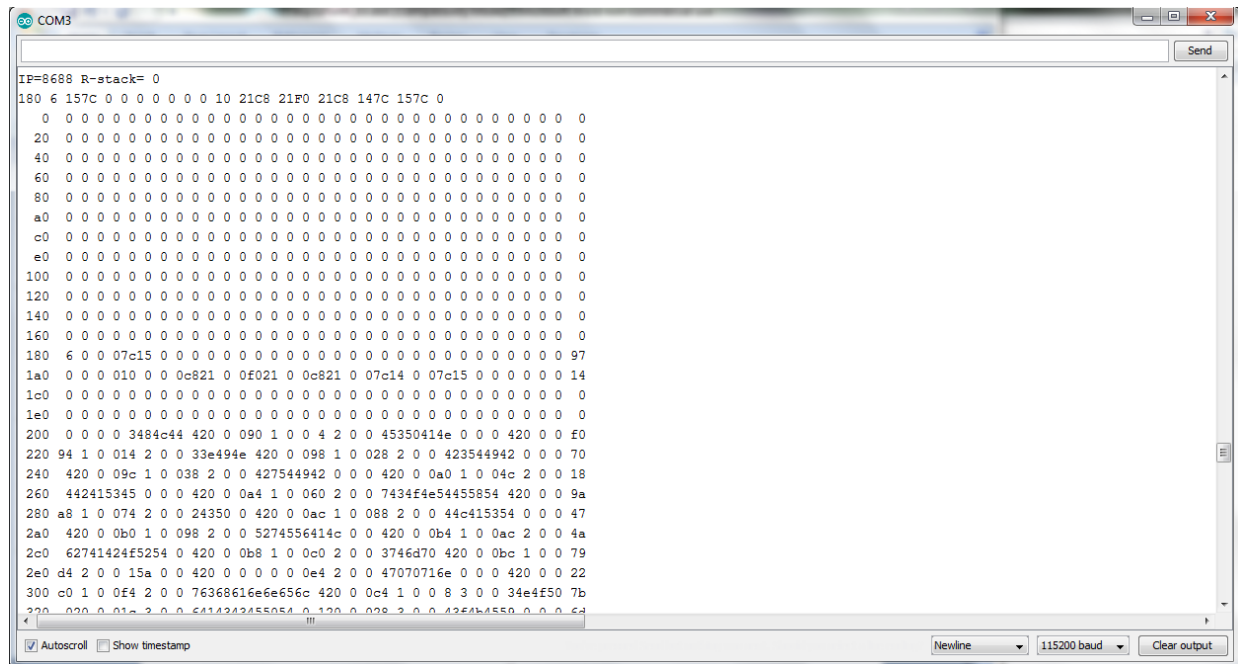 COM3
Send
IP=8688 R-stack= 0
180 6 157C 0 0 0 0 0 0 0 10 21C8 21F0 21C8 147C 157C 0
0 0 0 0 0 0 0 0 0 0 0 0 0 0 0 0 0 0 0 0 0 0 0 0 0 0 0 0 0 0 0 0 0 0
20 0 0 0 0 0 0 0 0 0 0 0 0 0 0 0 0 0 0 0 0 0 0 0 0 0 0 0 0 0 0 0 0 0
40 0 0 0 0 0 0 0 0 0 0 0 0 0 0 0 0 0 0 0 0 0 0 0 0 0 0 0 0 0 0 0 0 0
60 0 0 0 0 0 0 0 0 0 0 0 0 0 0 0 0 0 0 0 0 0 0 0 0 0 0 0 0 0 0 0 0 0
80 0 0 0 0 0 0 0 0 0 0 0 0 0 0 0 0 0 0 0 0 0 0 0 0 0 0 0 0 0 0 0 0 0
a0 0 0 0 0 0 0 0 0 0 0 0 0 0 0 0 0 0 0 0 0 0 0 0 0 0 0 0 0 0 0 0 0 0
c0 0 0 0 0 0 0 0 0 0 0 0 0 0 0 0 0 0 0 0 0 0 0 0 0 0 0 0 0 0 0 0 0 0
e0 0 0 0 0 0 0 0 0 0 0 0 0 0 0 0 0 0 0 0 0 0 0 0 0 0 0 0 0 0 0 0 0 0
100 0 0 0 0 0 0 0 0 0 0 0 0 0 0 0 0 0 0 0 0 0 0 0 0 0 0 0 0 0 0 0 0 0
120 0 0 0 0 0 0 0 0 0 0 0 0 0 0 0 0 0 0 0 0 0 0 0 0 0 0 0 0 0 0 0 0 0
140 0 0 0 0 0 0 0 0 0 0 0 0 0 0 0 0 0 0 0 0 0 0 0 0 0 0 0 0 0 0 0 0 0
160 0 0 0 0 0 0 0 0 0 0 0 0 0 0 0 0 0 0 0 0 0 0 0 0 0 0 0 0 0 0 0 0 0
180 6 0 0 07c15 0 0 0 0 0 0 0 0 0 0 0 0 0 0 0 0 0 0 0 0 0 0 0 0 0 97
1a0 0 0 0 010 0 0 0c821 0 0f021 0 0c821 0 07c14 0 07c15 0 0 0 0 0 0 14
1c0 0 0 0 0 0 0 0 0 0 0 0 0 0 0 0 0 0 0 0 0 0 0 0 0 0 0 0 0 0 0 0 0 0
1e0 0 0 0 0 0 0 0 0 0 0 0 0 0 0 0 0 0 0 0 0 0 0 0 0 0 0 0 0 0 0 0 0 0
200 0 0 0 0 3484c44 420 0 090 1 0 0 4 2 0 0 45350414e 0 0 0 420 0 0 f0
220 94 1 0 014 2 0 0 33e494e 420 0 098 1 0 028 2 0 0 423544942 0 0 0 70
240 420 0 09c 1 0 038 2 0 0 427544942 0 0 0 420 0 0a0 1 0 04c 2 0 0 18
260 442415345 0 0 0 420 0 0a4 1 0 060 2 0 0 7434f4e54455854 420 0 0 9a
280 a8 1 0 074 2 0 0 24350 0 420 0 0ac 1 0 088 2 0 0 44c415354 0 0 0 47
2a0 420 0 0b0 1 0 098 2 0 0 5274556414c 0 0 420 0 0b4 1 0 0ac 2 0 0 4a
2c0 62741424f5254 0 420 0 0b8 1 0 0c0 2 0 0 3746d70 420 0 0bc 1 0 0 79
2e0 d4 2 0 0 15a 0 0 420 0 0 0 0 0 0e4 2 0 0 47070716e 0 0 0 420 0 0 22
300 c0 1 0 0f4 2 0 0 76368616e6e656c 420 0 0c4 1 0 0 8 3 0 0 34e4f50 7b
320 020 0 01c 3 0 0 6414343455054 0 120 0 028 3 0 0 43f4b4559 0 0 0 6d
Autoscroll Show timestamp Newline 115200 baud Clear output